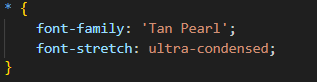 * {
font-family: 'Tan Pearl';
font-stretch: ultra-condensed;
}